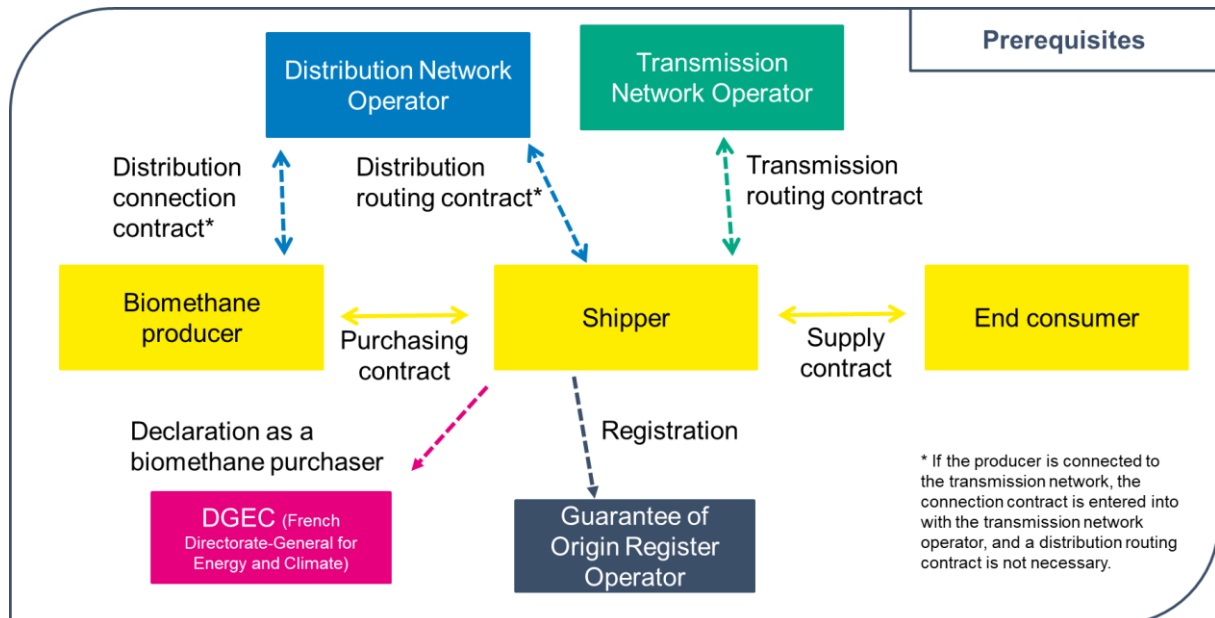 Prerequisites
Distribution Network
Operator
Transmission
Network Operator
Distribution
connection
contract*
Distribution
routing contract*
Transmission
routing contract
Biomethane
producer
Purchasing
contract
Shipper
Supply
contract
End consumer
Declaration as a
biomethane purchaser
Registration
DGEC (French
Directorate-General for
Energy and Climate)
Guarantee of
Origin Register
Operator
* If the producer is connected to
the transmission network, the
connection contract is entered into
with the transmission network
operator, and a distribution routing
contract is not necessary.